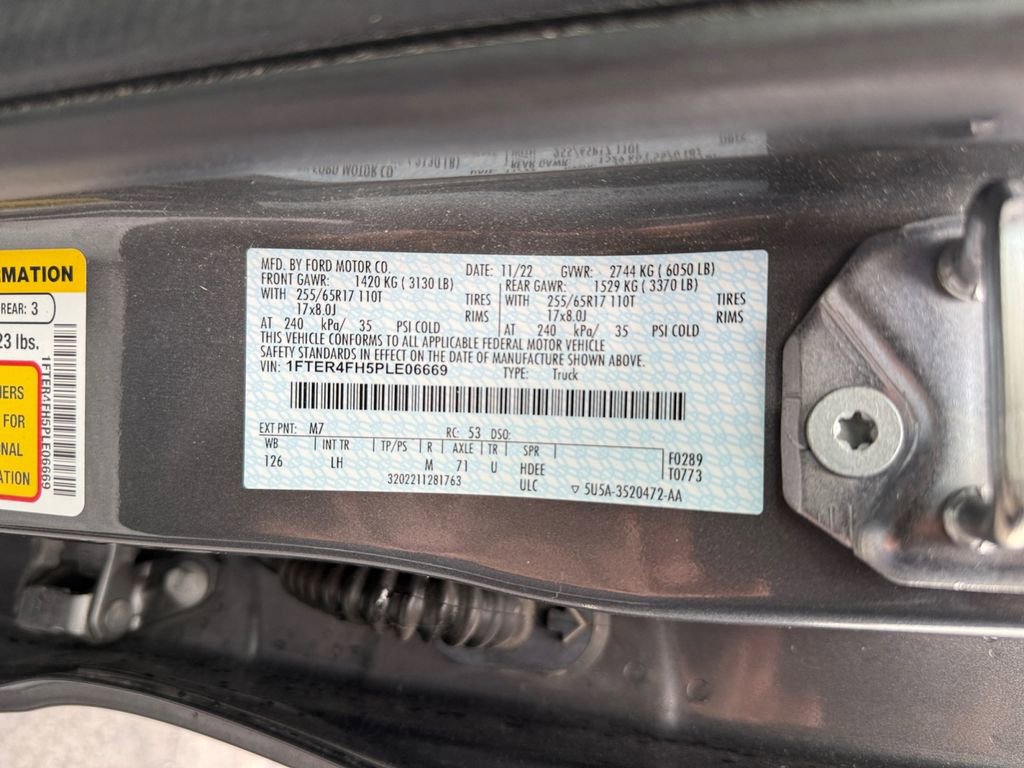 MFD. BY FORD MOTOR CO. DATE: 11/22 GVWR: 2744 KG ( 6050 LB)
FRONT GAWR: 1420 KG ( 3130 LB) REAR GAWR: 1529 KG ( 3370 LB)
WITH 255/65R17 110T TIRES WITH 255/65R17 110T TIRES
17x8.0J RIMS 17x8.0J RIMS
AT 240 kPa/ 35 PSI COLD AT 240 kPa/ 35 PSI COLD
THIS VEHICLE CONFORMS TO ALL APPLICABLE FEDERAL MOTOR VEHICLE
SAFETY STANDARDS IN EFFECT ON THE DATE OF MANUFACTURE SHOWN ABOVE.
VIN: 1FTER4FH5PLE06669 TYPE: Truck
EXT PNT: M7 RC: 53 DSO:
WB INT TR TP/PS R AXLE TR SPR
126 LH M 71 U HDEE
ULC
F0289
T0773
3202211281763
▽ 5U5A-3520472-AA
RMATION
REAR: 3
23 lbs.
ERS
FOR
NAL
ATION
1FTER4FH5PLE06669